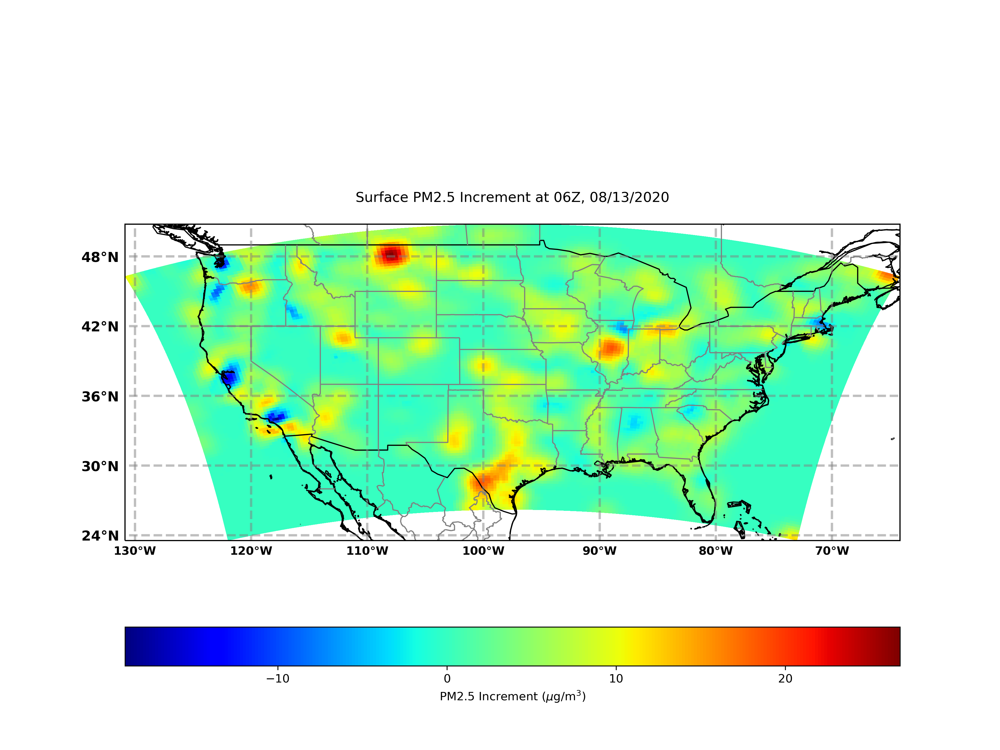 Surface PM2.5 Increment at 06Z, 08/13/2020
48°N
42°N
36°N
30°N
24°N
130°W 120°W 110°W 100°W 90°W 80°W 70°W
−10 0 10 20
PM2.5 Increment (μg/m³)